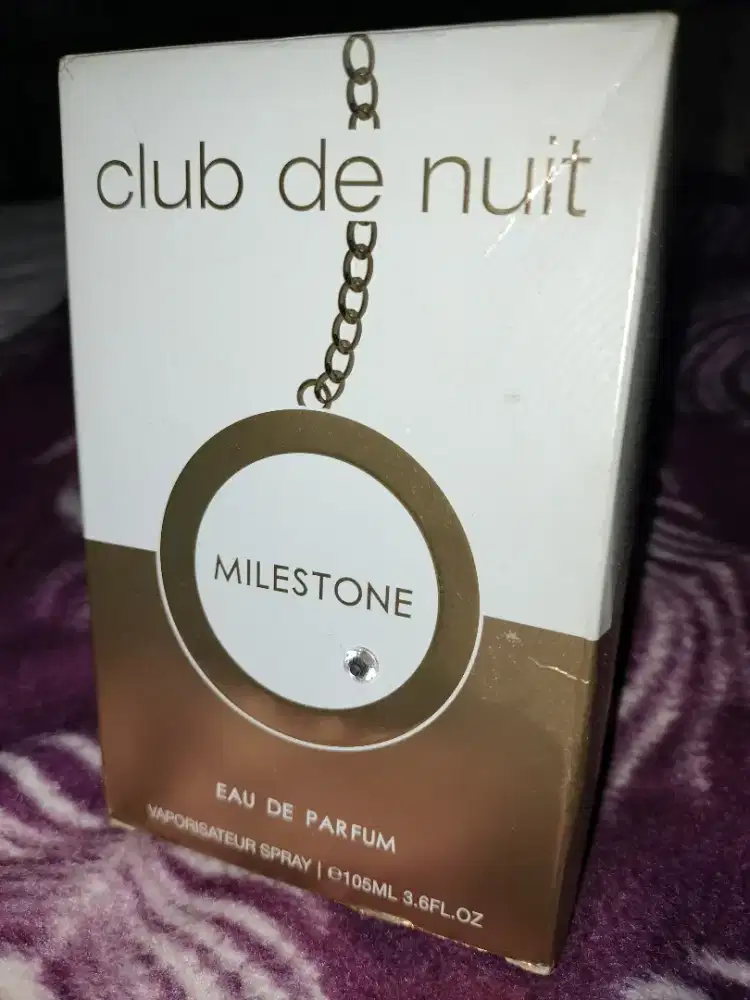 club de nuit
MILESTONE
EAU DE PARFUM
VAPORISATEUR SPRAY | ℮105ML 3.6FL.OZ